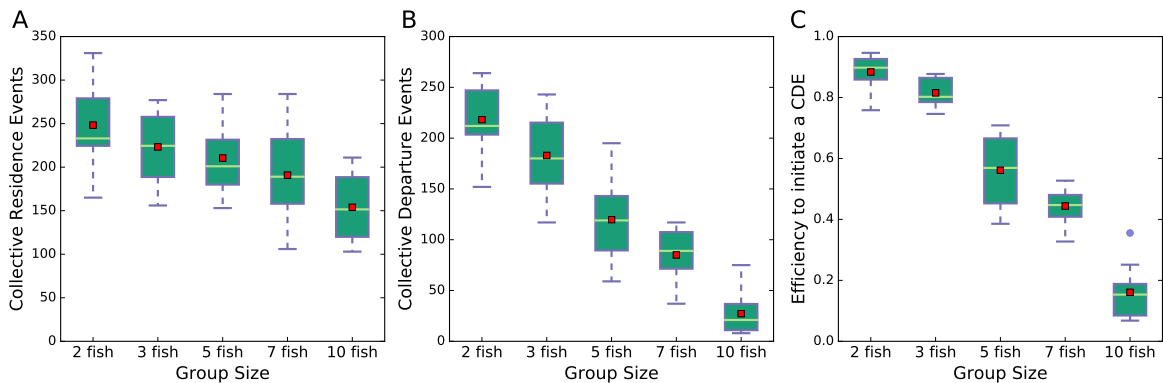 A
B
C
350
300
250
200
150
100
50
0
Collective Residence Events
2 fish
3 fish
5 fish
7 fish
10 fish
Group Size
300
250
200
150
100
50
0
Collective Departure Events
2 fish
3 fish
5 fish
7 fish
10 fish
Group Size
1.0
0.8
0.6
0.4
0.2
0.0
Efficiency to initiate a CDE
2 fish
3 fish
5 fish
7 fish
10 fish
Group Size